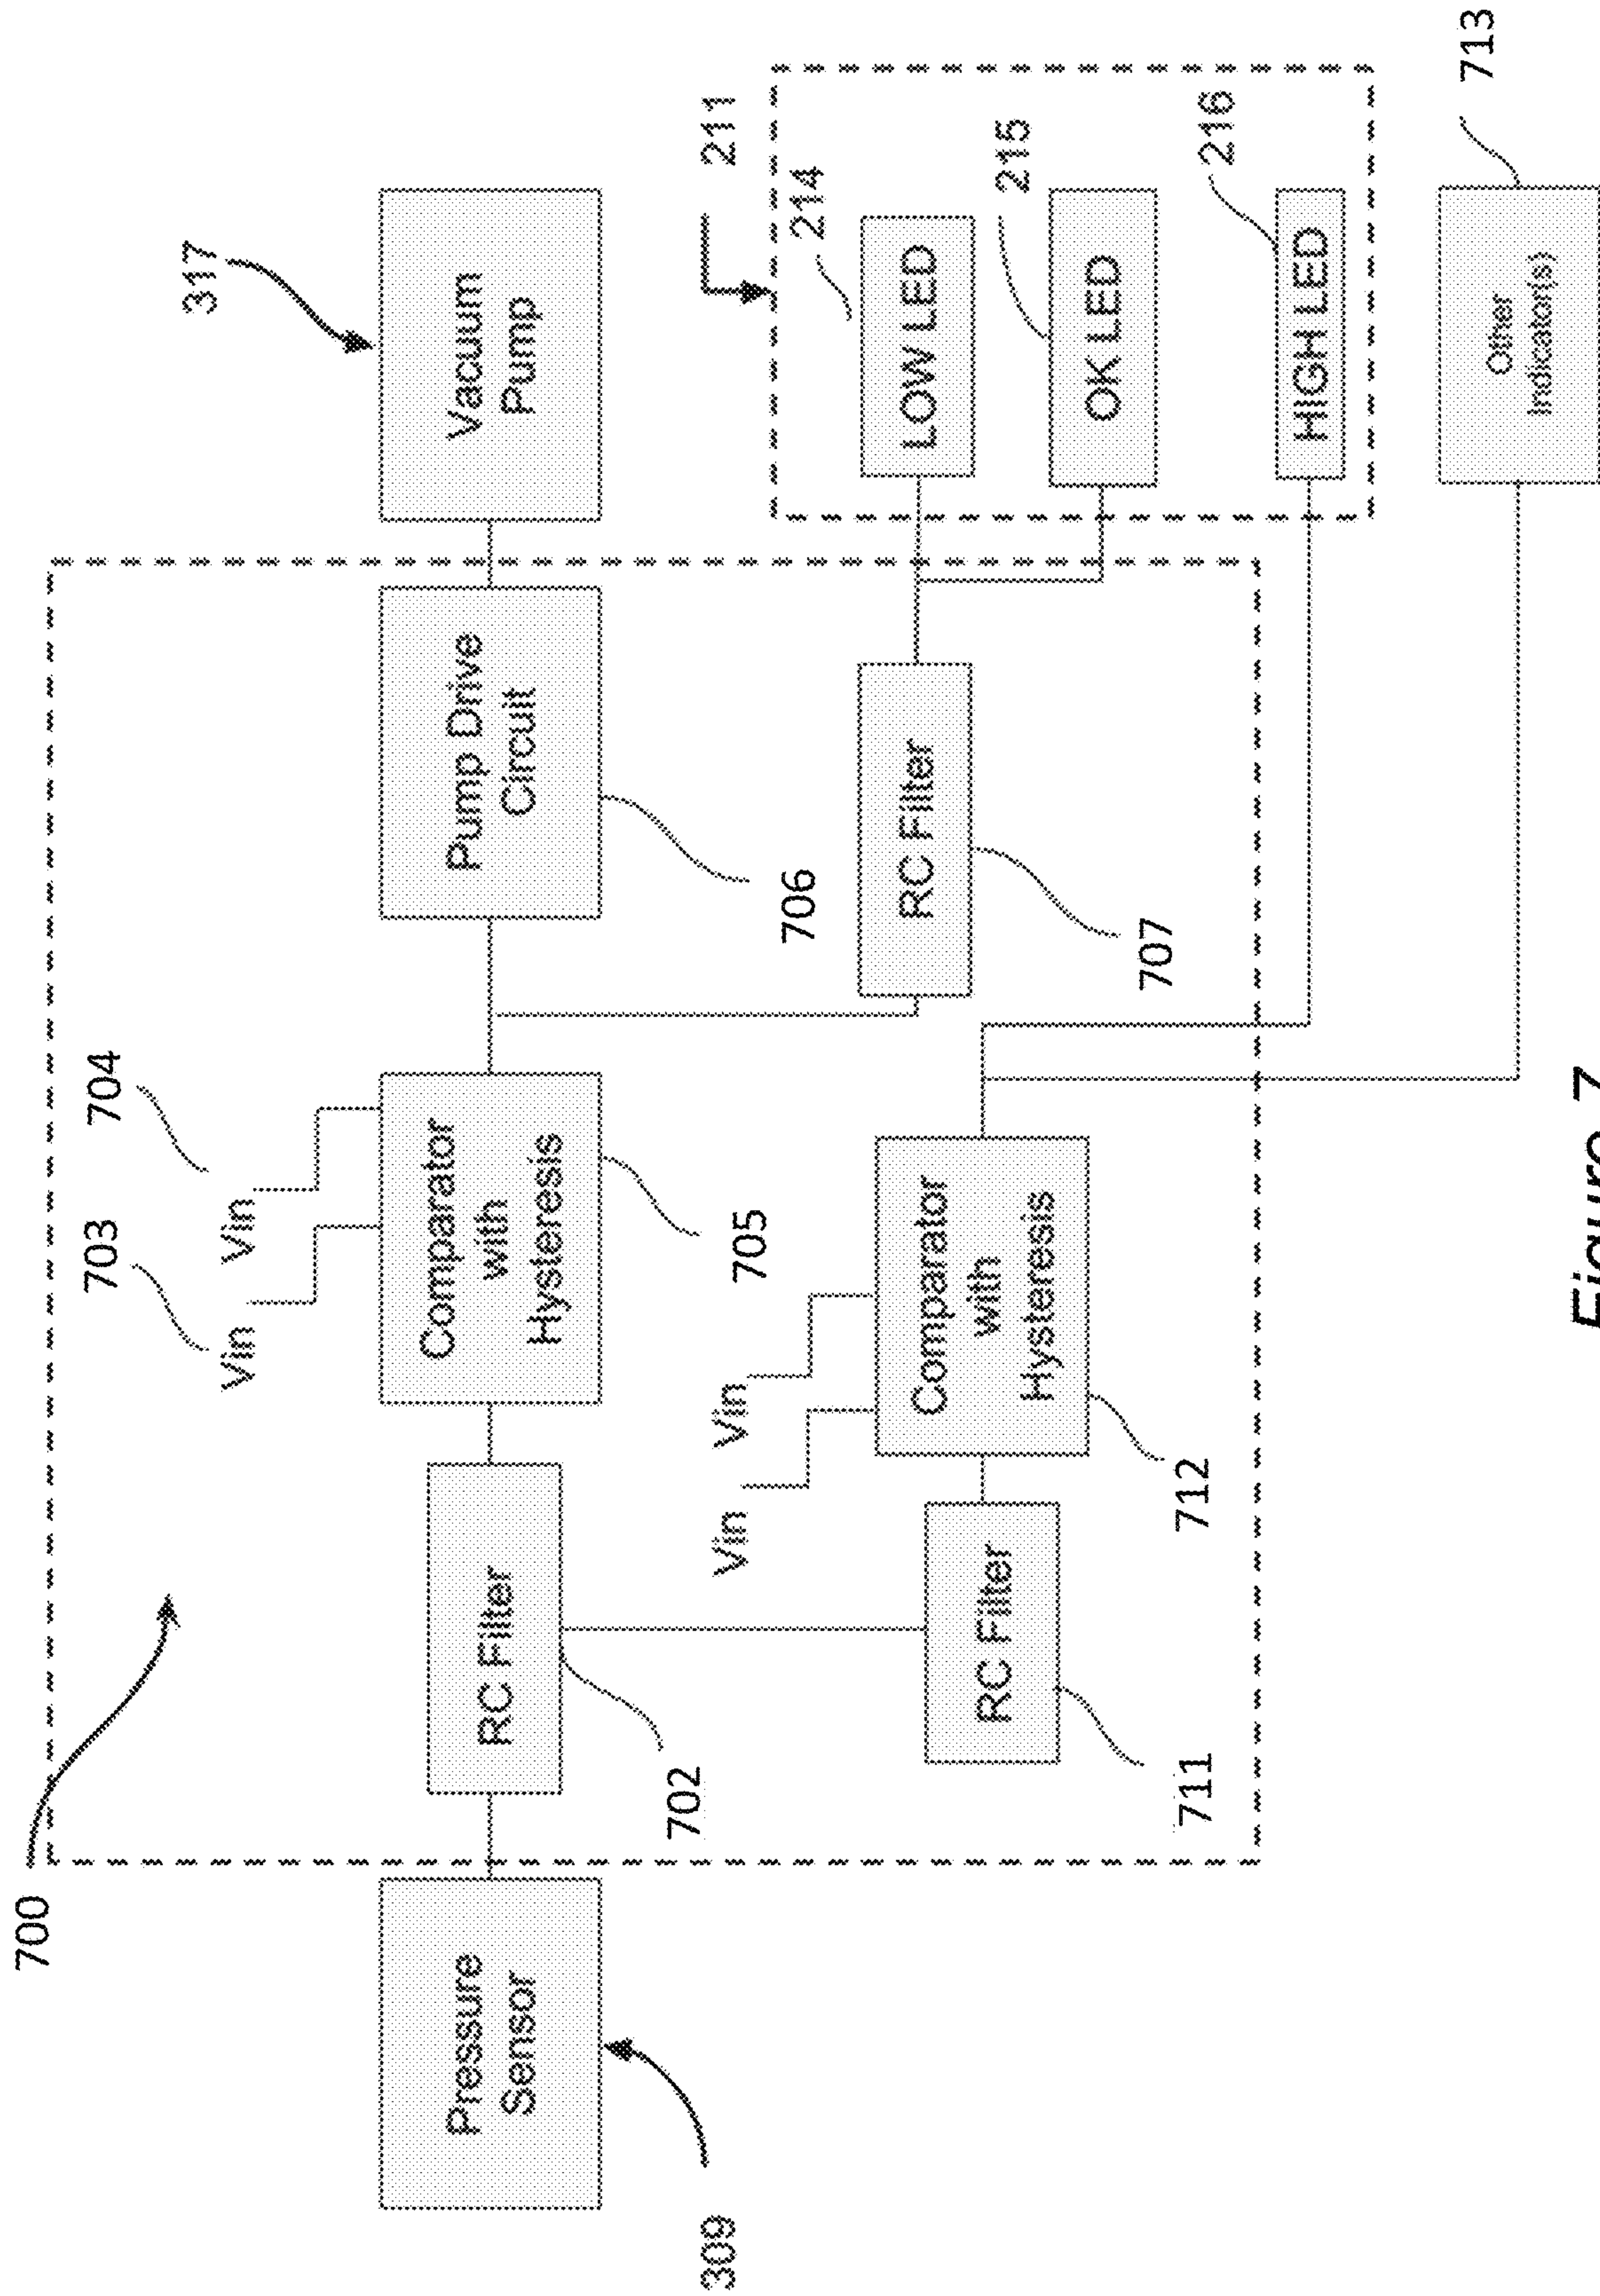 700
317
703
704
Vin
Vin
Pressure
Sensor
309
RC Filter
702
Comparator
with
Hysteresis
705
Pump Drive
Circuit
706
Vacuum
Pump
211
Vin
Vin
RC Filter
711
Comparator
with
Hysteresis
712
RC Filter
707
214
LOW LED
215
OK LED
216
HIGH LED
713
Other
Indicator(s)
Figure 7